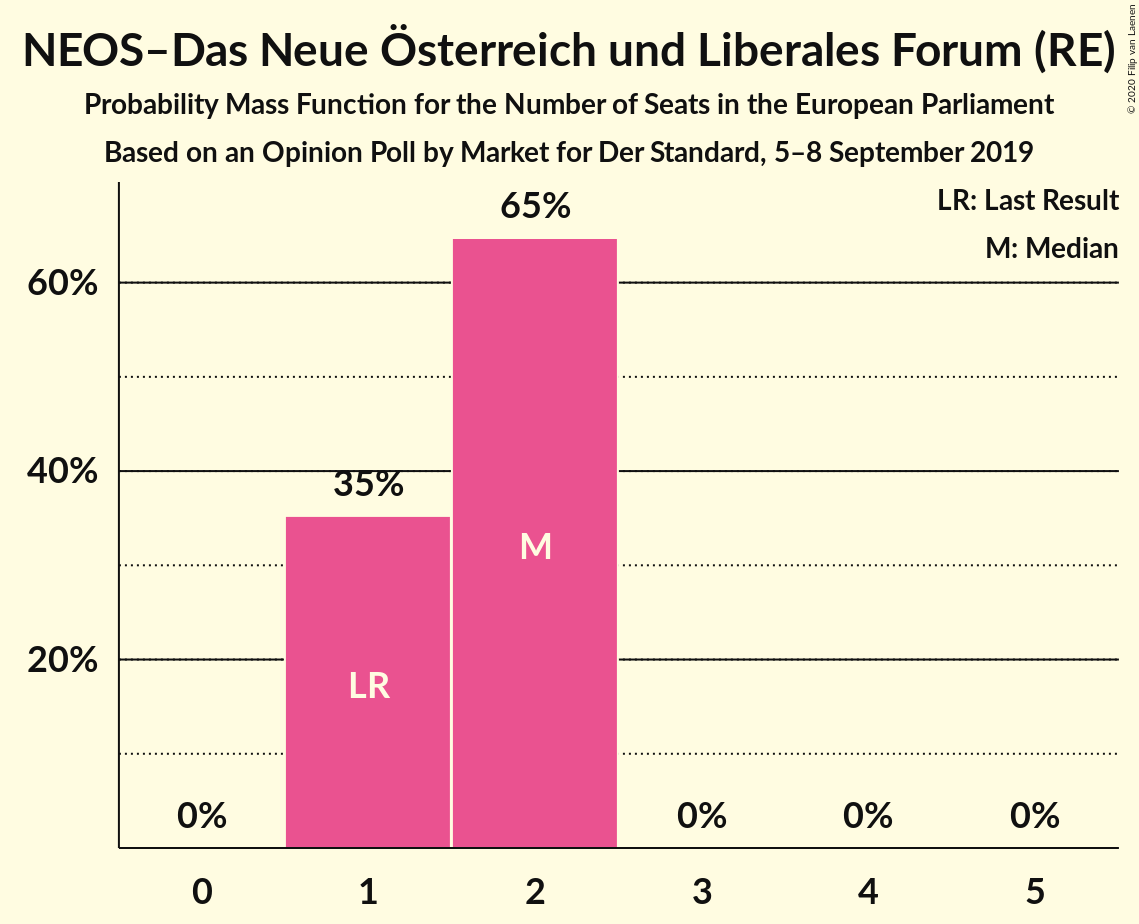 NEOS–Das Neue Österreich und Liberales Forum (RE)
Probability Mass Function for the Number of Seats in the European Parliament
Based on an Opinion Poll by Market for Der Standard, 5–8 September 2019
© 2020 Filip van Laenen
LR: Last Result
M: Median
65%
60%
40%
35%
M
20%
LR
0%
0%
0%
0%
0
1
2
3
4
5